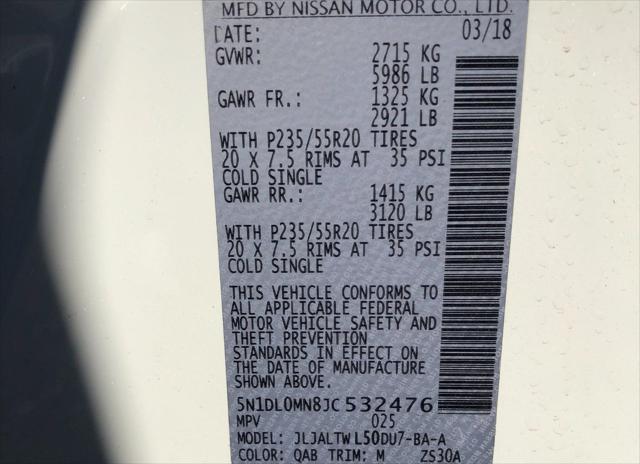 MFD BY NISSAN MOTOR CO., LTD.
DATE: 03/18
GVWR: 2715 KG
5986 LB
GAWR FR.: 1325 KG
2921 LB
WITH P235/55R20 TIRES
20 X 7.5 RIMS AT 35 PSI
COLD SINGLE
GAWR RR.: 1415 KG
3120 LB
WITH P235/55R20 TIRES
20 X 7.5 RIMS AT 35 PSI
COLD SINGLE
THIS VEHICLE CONFORMS TO
ALL APPLICABLE FEDERAL
MOTOR VEHICLE SAFETY AND
THEFT PREVENTION
STANDARDS IN EFFECT ON
THE DATE OF MANUFACTURE
SHOWN ABOVE.
5N1DL0MN8JC532476
MPV 025
MODEL: JLJALTWL50DU7-BA-A
COLOR: QAB TRIM: M ZS30A